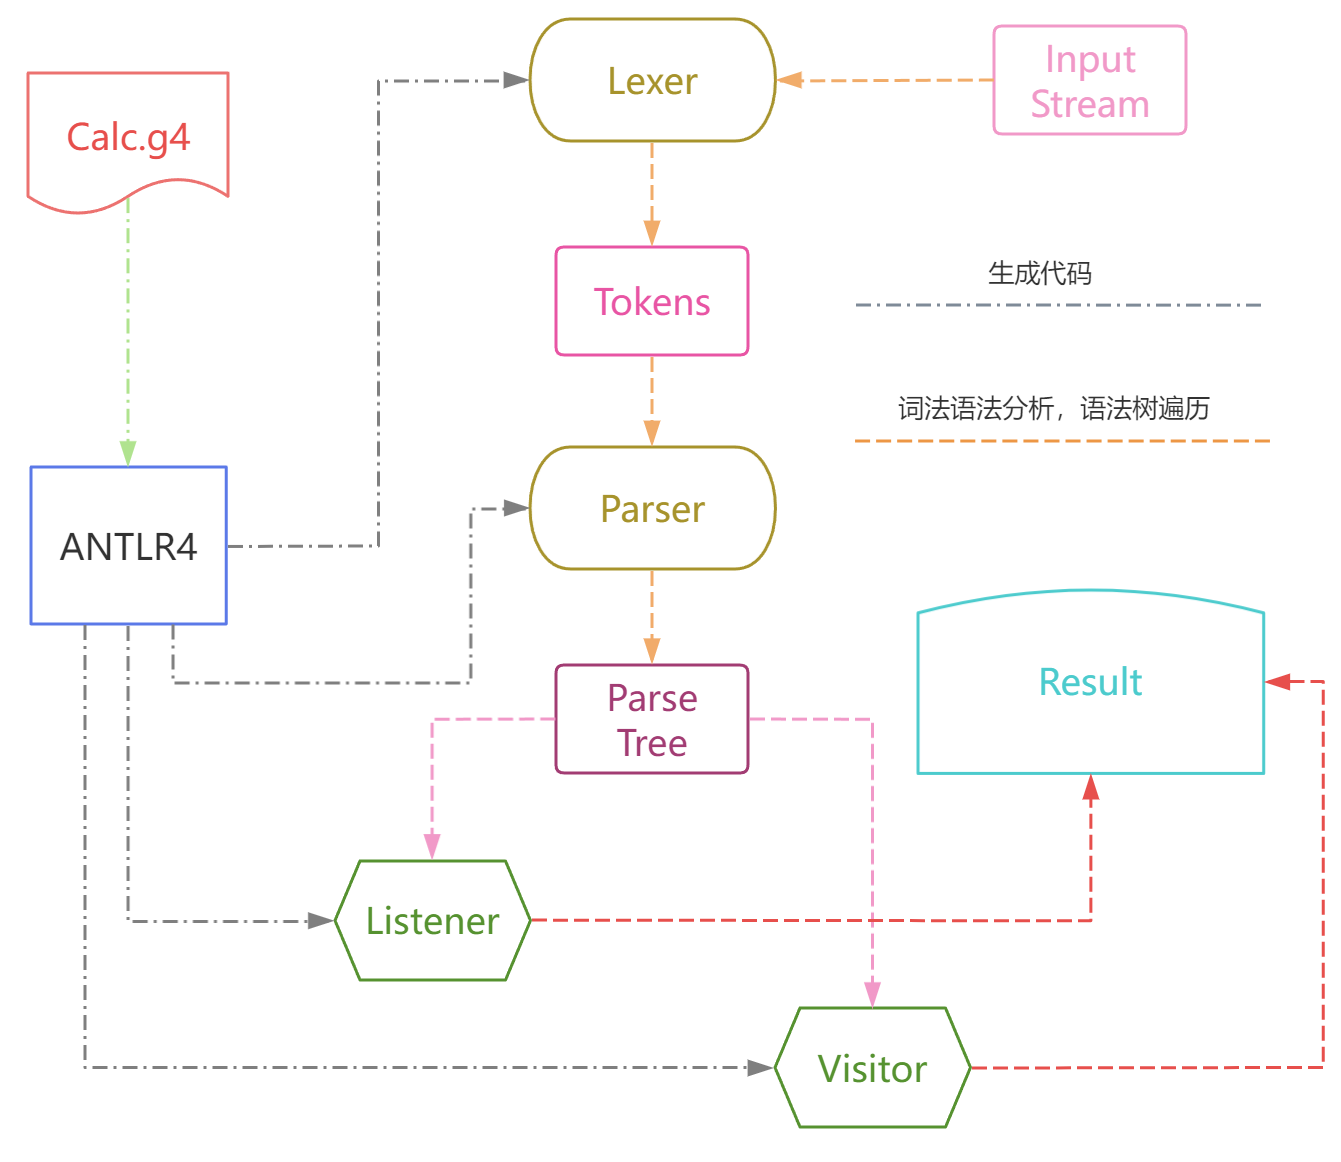 Lexer
Input
Stream
Calc.g4
生成代码
Tokens
词法语法分析，语法树遍历
Parser
ANTLR4
Parse
Tree
Result
Listener
Visitor